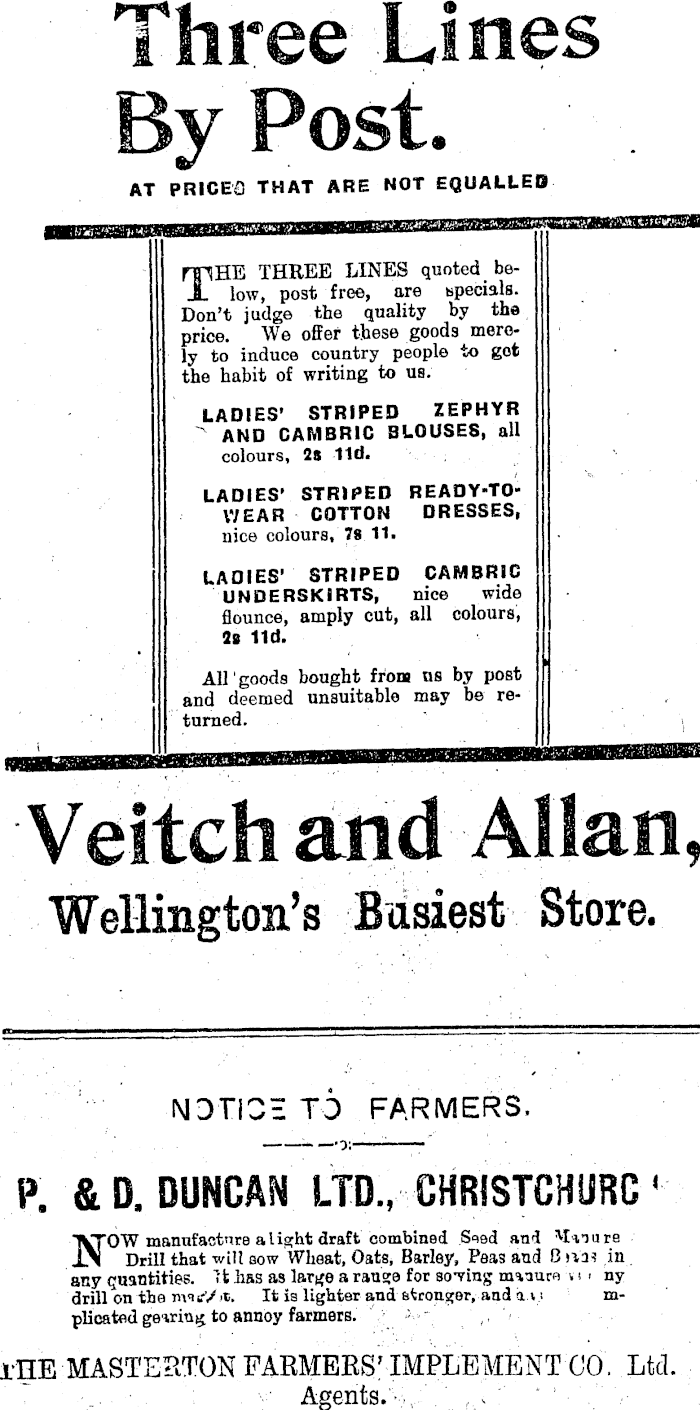 Three Lines
By Post.
AT PRICES THAT ARE NOT EQUALLED
THE THREE LINES quoted be-
low, post free, are specials.
Don't judge the quality by the
price. We offer these goods mere-
ly to induce country people to get
the habit of writing to us.
LADIES' STRIPED ZEPHYR
AND CAMBRIC BLOUSES, all
colours, 2s 11d.
LADIES' STRIPED READY-TO-
WEAR COTTON DRESSES,
nice colours, 7s 11.
LADIES' STRIPED CAMBRIC
UNDERSKIRTS, nice wide
flounce, amply cut, all colours,
2s 11d.
All goods bought from us by post
and deemed unsuitable may be re-
turned.
Veitch and Allan,
Wellington's Busiest Store.
NOTICE TO FARMERS.
P. & D. DUNCAN LTD., CHRISTCHURC
NOW manufacture a light draft combined Seed and Manure
Drill that will sow Wheat, Oats, Barley, Peas and Beans in
any quantities. It has as large a range for sowing manure ny
drill on the market. It is lighter and stronger, and m-
plicated gearing to annoy farmers.
THE MASTERTON FARMERS' IMPLEMENT CO. Ltd.
Agents.